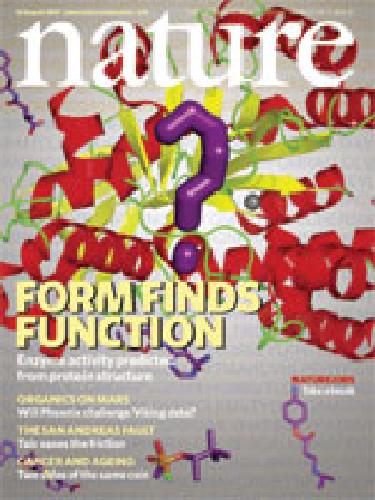 nature
FORM FINDS
FUNCTION
Enzyme activity predicted
from protein structure
ORGANICS ON MARS
Will Phoenix challenge Viking data?
THE SAN ANDREAS FAULT
Talc eases the friction
CANCER AND AGEING
Two sides of the same coin
NATUREJOBS